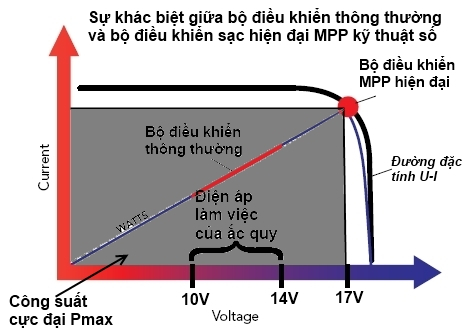 Sự khác biệt giữa bộ điều khiển thông thường
và bộ điều khiển sạc hiện đại MPP kỹ thuật số
Bộ điều khiển
MPP hiện đại
Bộ điều khiển
thông thường
Đường đặc
tính U-I
Current
WATTS
Điện áp
làm việc
của ắc quy
Công suất
cực đại Pmax
10V
14V
17V
Voltage